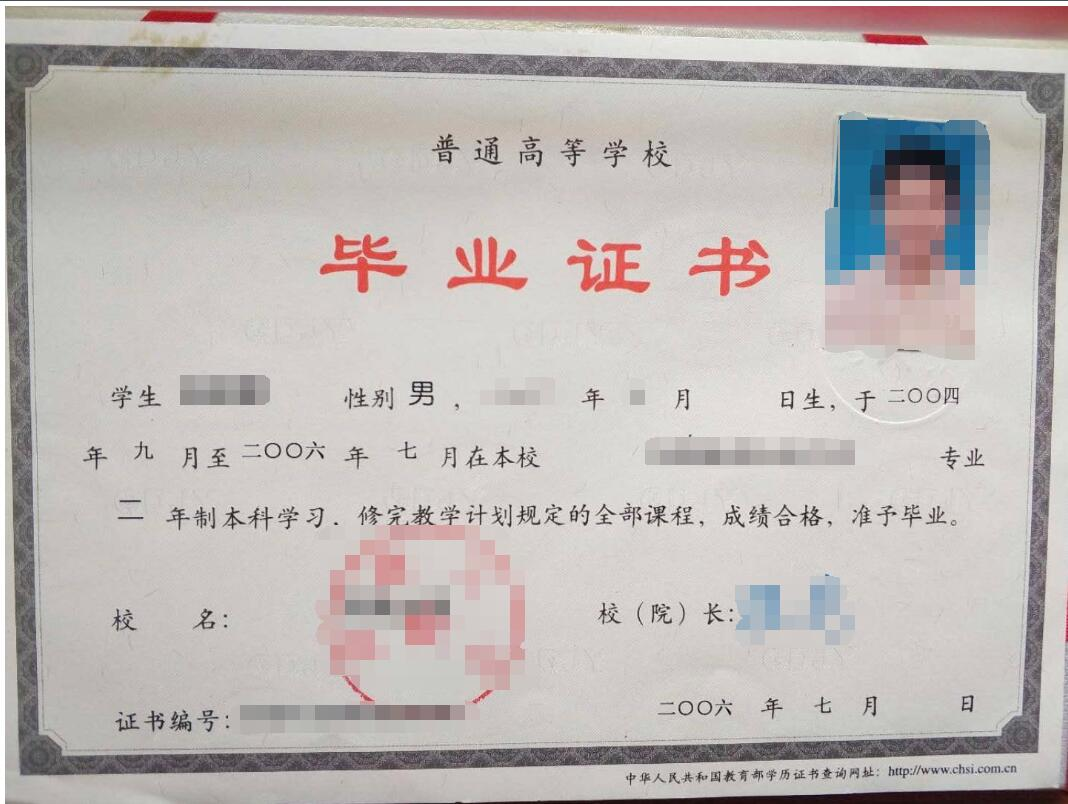 普通高等学校
毕业证书
学生 性别 男， 年 月 日生，于 二〇〇四
年 九 月至 二〇〇六 年 七 月在本校 专业
二 年制本科学习．修完教学计划规定的全部课程，成绩合格，准予毕业。
校 名： 校（院）长：
证书编号： 二〇〇六 年 七 月 日
中华人民共和国教育部学历证书查询网址：http://www.chsi.com.cn